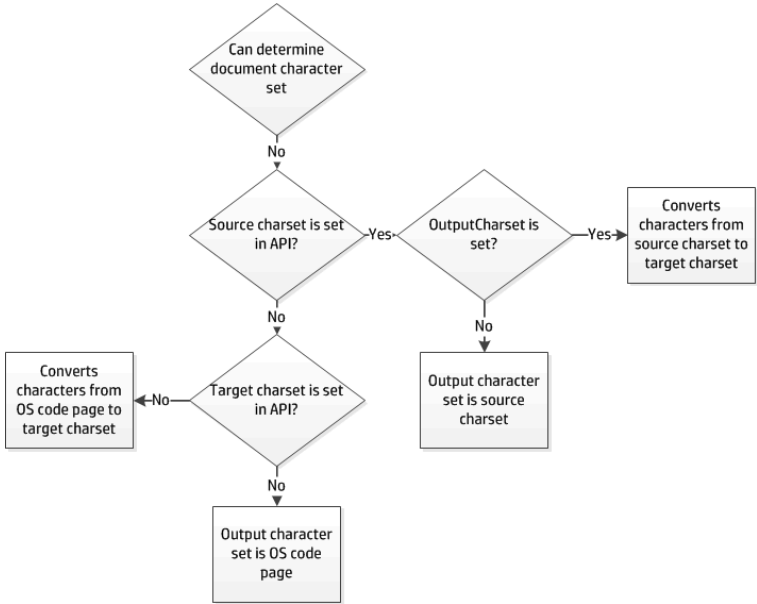 Can determine
document character
set
No
Source charset is set
in API?
Yes
OutputCharset is
set?
Yes
Converts
characters from
source charset to
target charset
No
No
Converts
characters from
OS code page to
target charset
No
Target charset is set
in API?
Output character
set is source
charset
No
Output character
set is OS code
page